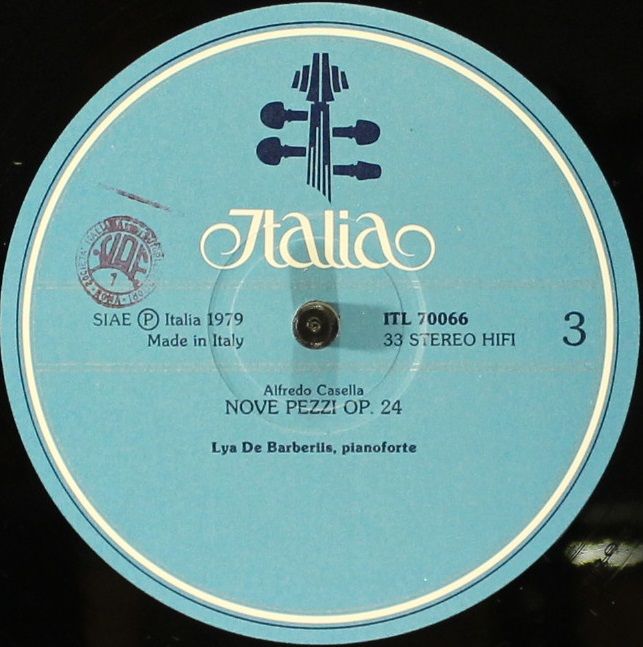 Italia
SIAE Ⓟ Italia 1979
Made in Italy
ITL 70066
33 STEREO HIFI
3
Alfredo Casella
NOVE PEZZI OP. 24
Lya De Barberiis, pianoforte